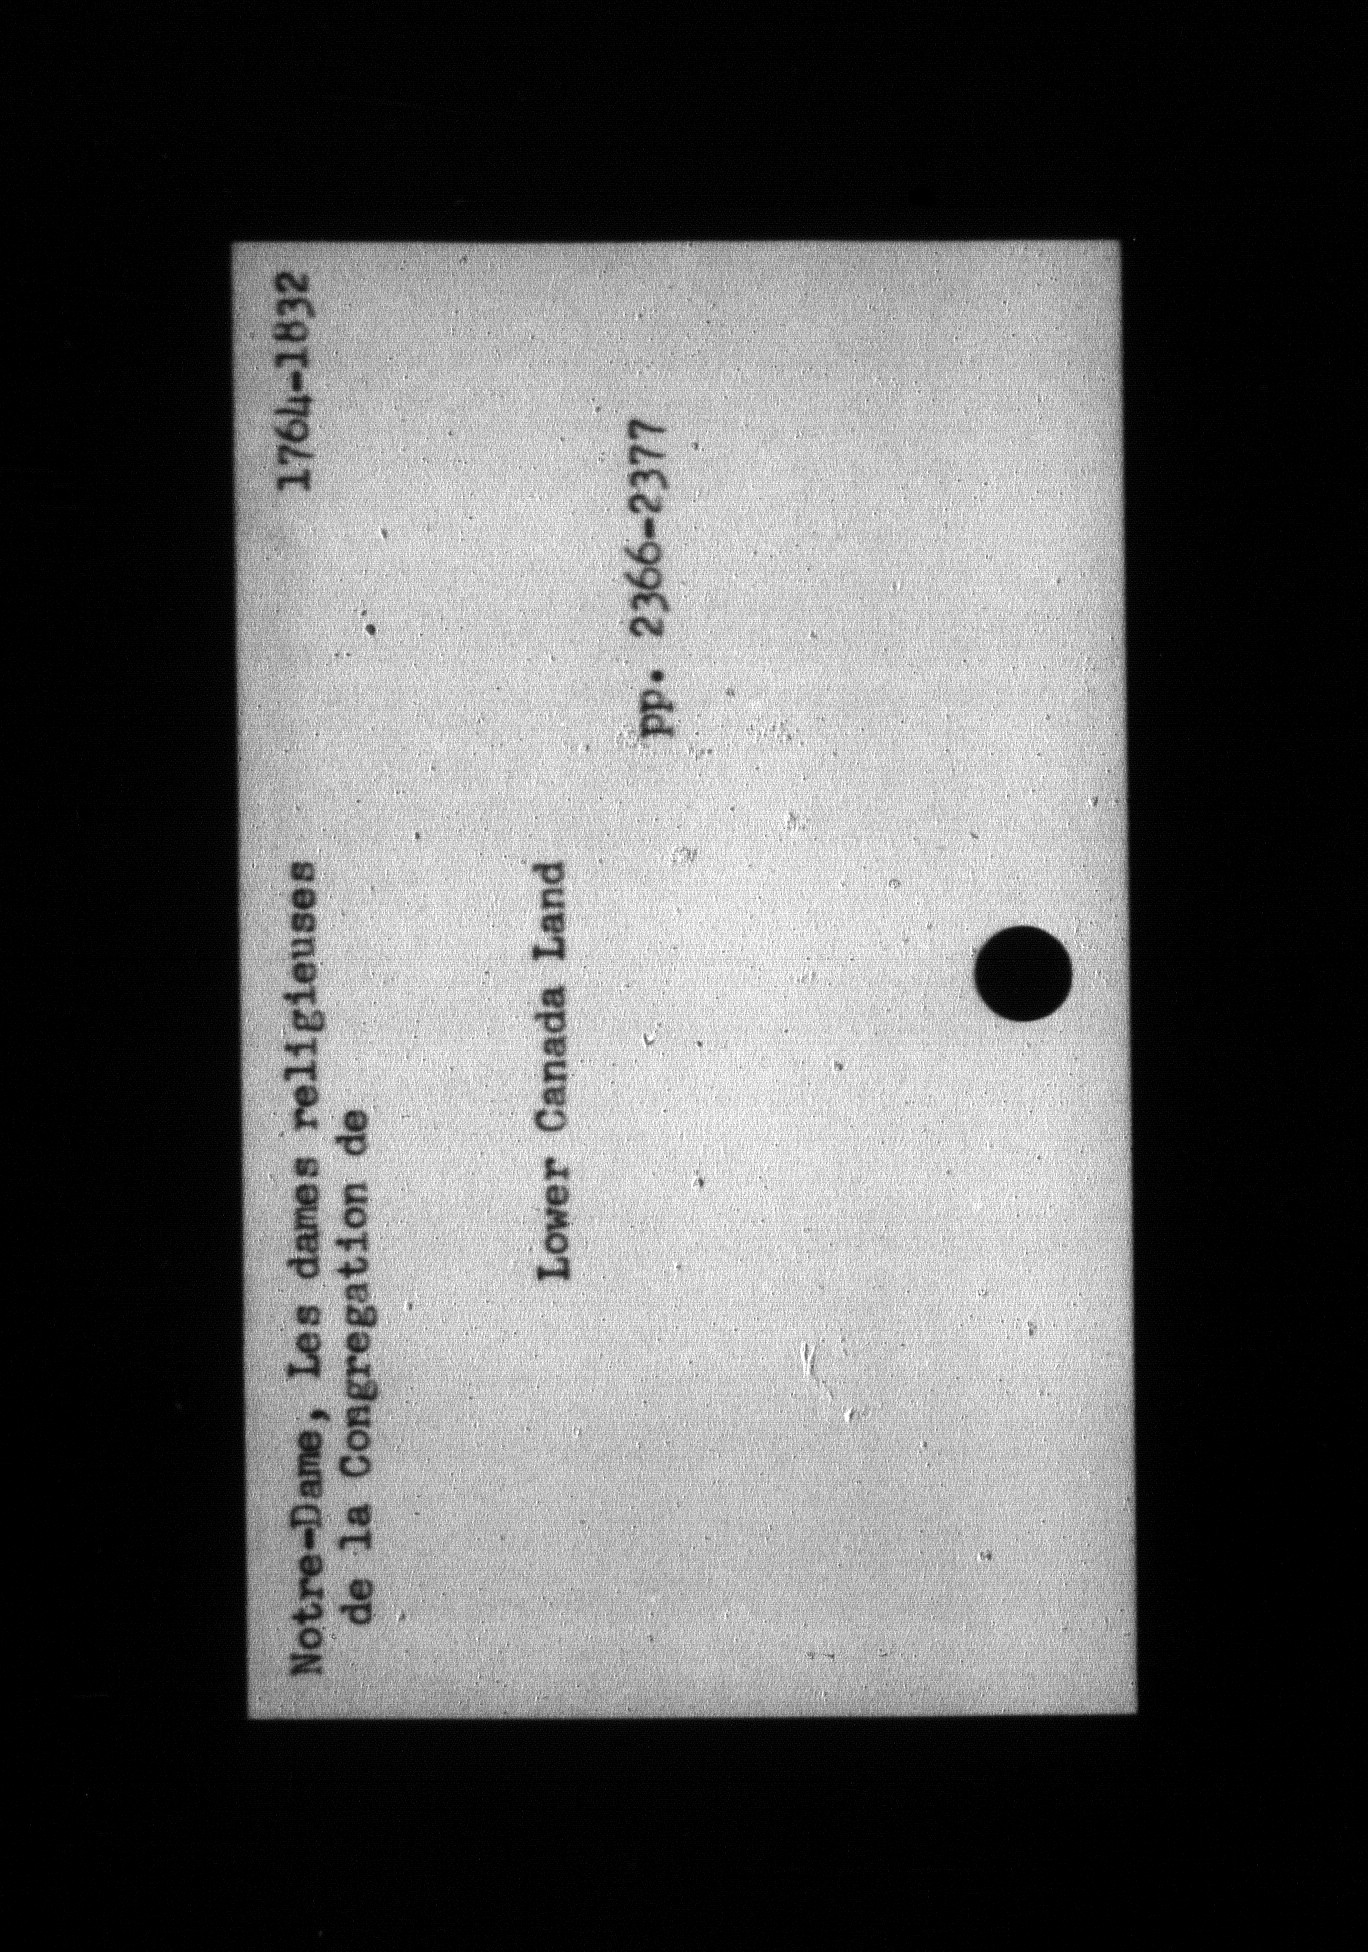 Notre-Dame, Les dames religieuses 1764-1832
de la Congregation de
Lower Canada Land
pp. 2366-2377